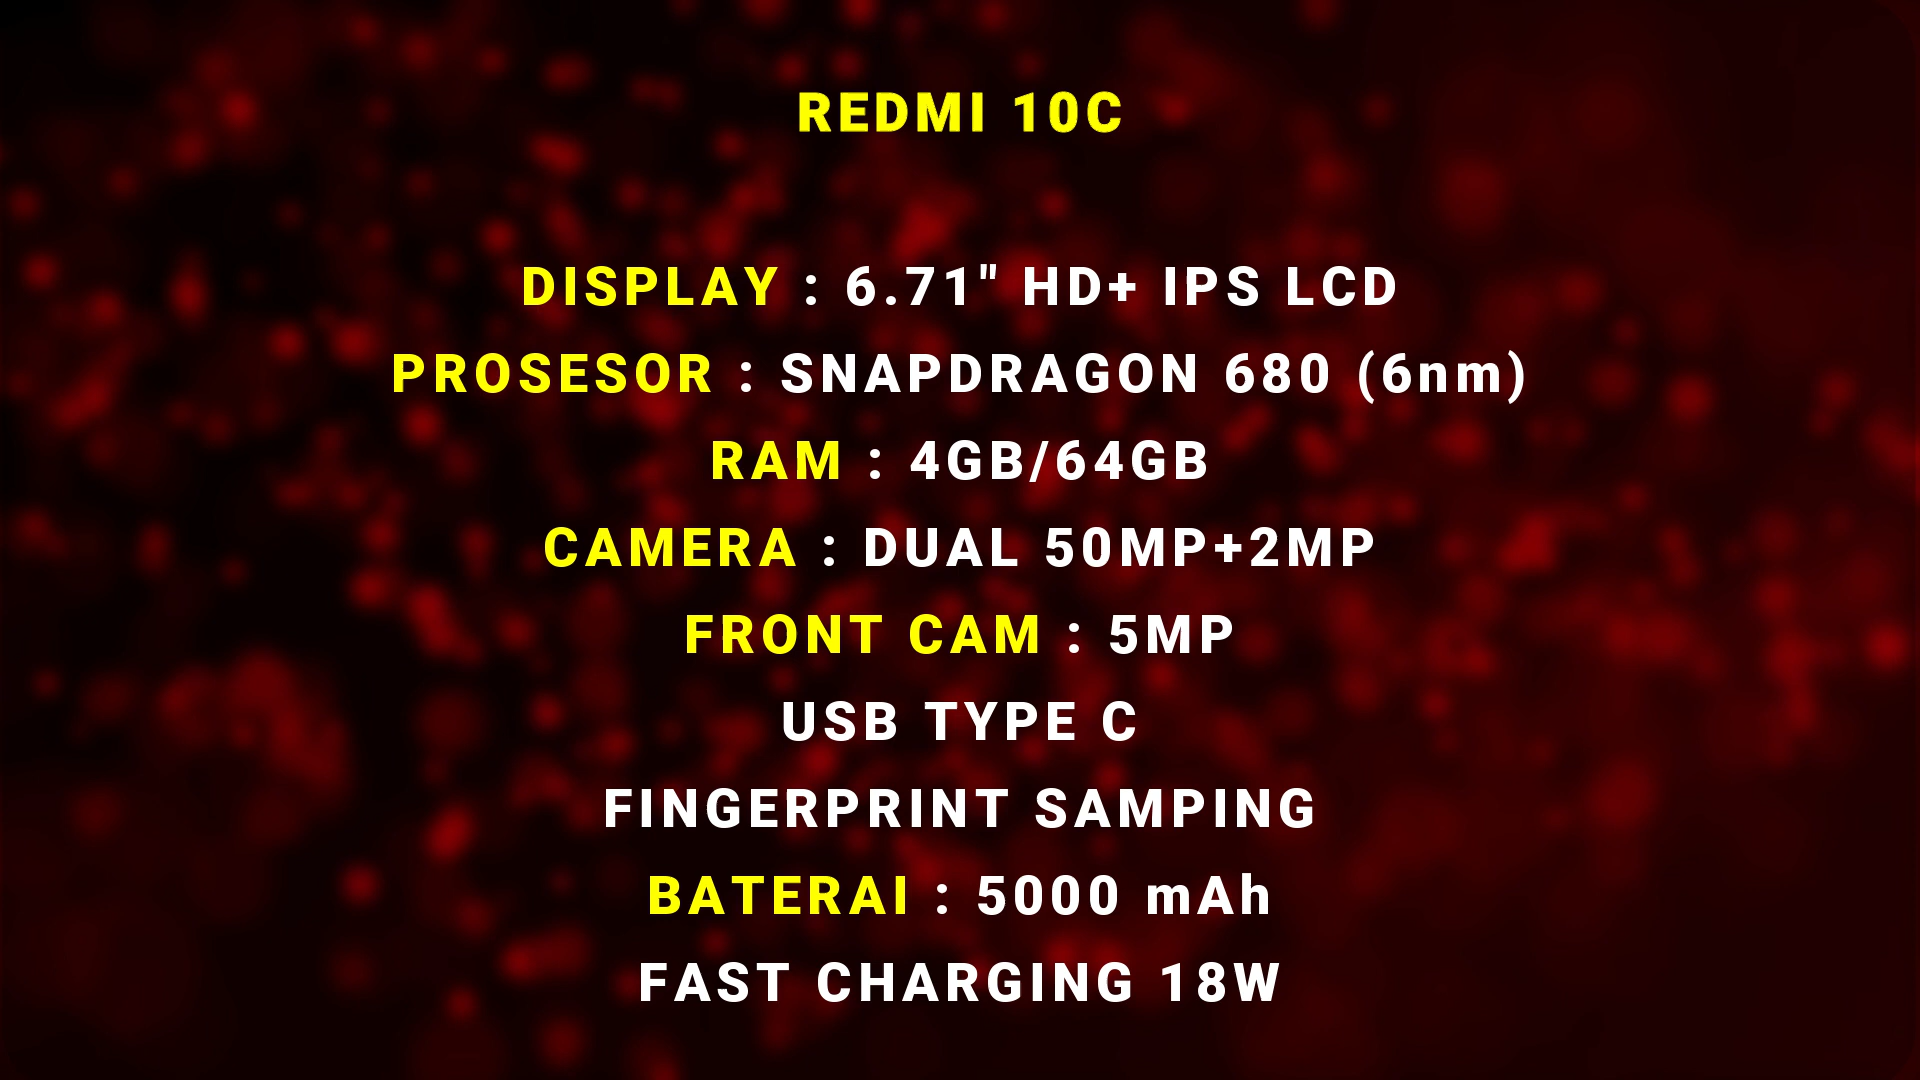 REDMI 10C
DISPLAY : 6.71" HD+ IPS LCD
PROSESOR : SNAPDRAGON 680 (6nm)
RAM : 4GB/64GB
CAMERA : DUAL 50MP+2MP
FRONT CAM : 5MP
USB TYPE C
FINGERPRINT SAMPING
BATERAI : 5000 mAh
FAST CHARGING 18W